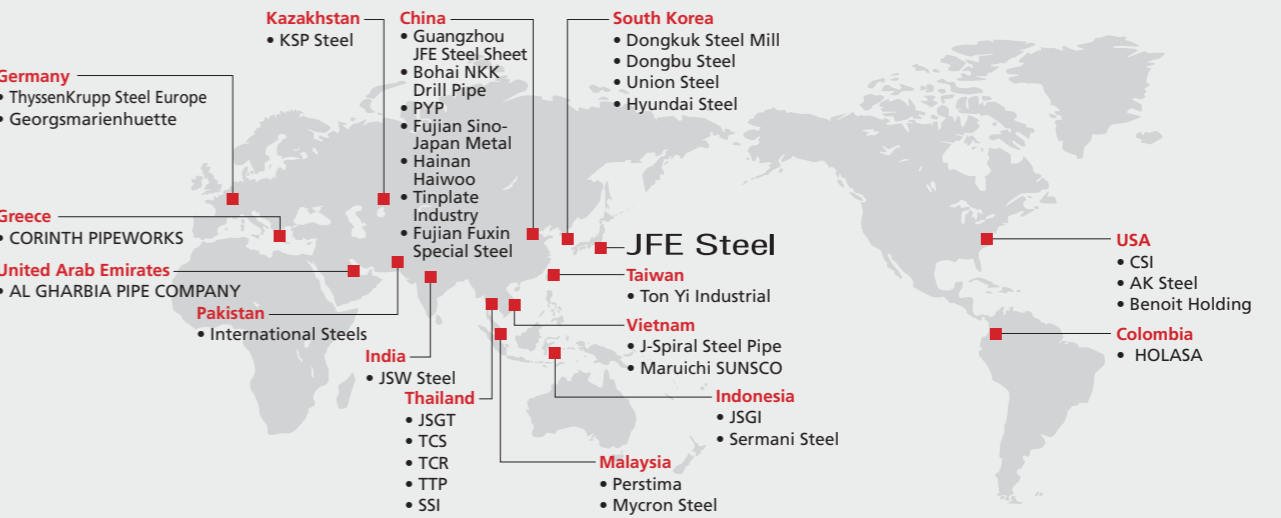 Kazakhstan
• KSP Steel
China
• Guangzhou
JFE Steel Sheet
• Bohai NKK
Drill Pipe
• PYP
• Fujian Sino-
Japan Metal
• Hainan
Haiwoo
• Tinplate
Industry
• Fujian Fuxin
Special Steel
South Korea
• Dongkuk Steel Mill
• Dongbu Steel
• Union Steel
• Hyundai Steel
Germany
• ThyssenKrupp Steel Europe
• Georgsmarienhuette
Greece
• CORINTH PIPEWORKS
United Arab Emirates
• AL GHARBIA PIPE COMPANY
Pakistan
• International Steels
India
• JSW Steel
Thailand
• JSGT
• TCS
• TCR
• TTP
• SSI
JFE Steel
Taiwan
• Ton Yi Industrial
Vietnam
• J-Spiral Steel Pipe
• Maruichi SUNSCO
Indonesia
• JSGI
• Sermani Steel
Malaysia
• Perstima
• Mycron Steel
USA
• CSI
• AK Steel
• Benoit Holding
Colombia
• HOLASA